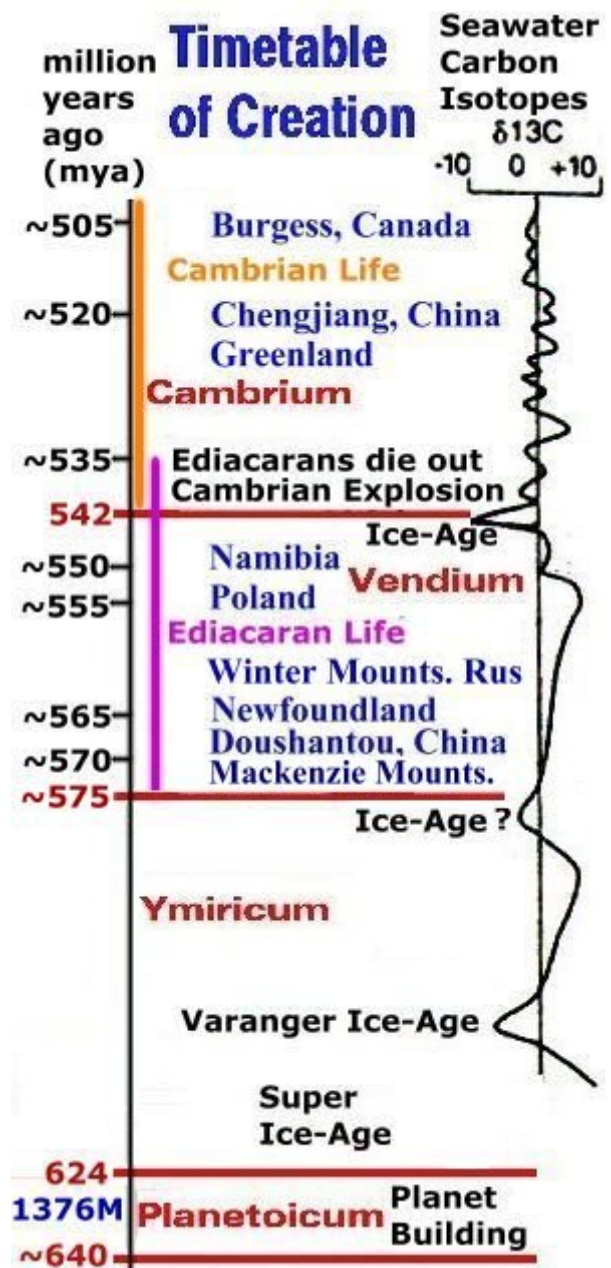 million
years
ago
(mya)
Timetable
of Creation
Seawater
Carbon
Isotopes
δ13C
-10 0 +10
~505
Burgess, Canada
Cambrian Life
~520
Chengjiang, China
Greenland
Cambrium
~535
Ediacarans die out
Cambrian Explosion
542
Ice-Age
~550
Namibia
Vendium
~555
Poland
Ediacaran Life
Winter Mounts. Rus
~565
Newfoundland
Doushantou, China
~570
Mackenzie Mounts.
~575
Ice-Age ?
Ymiricum
Varanger Ice-Age
Super
Ice-Age
624
1376M
Planetoicum
Planet
Building
~640